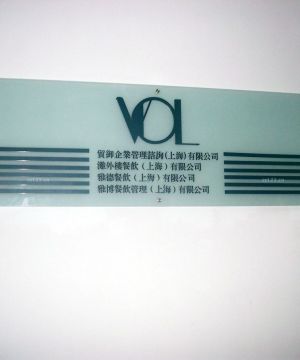 VOL
貿御企業管理諮詢(上海)有限公司
灘外樓餐飲(上海)有限公司
雅德餐飲(上海)有限公司
雅博餐飲管理(上海)有限公司